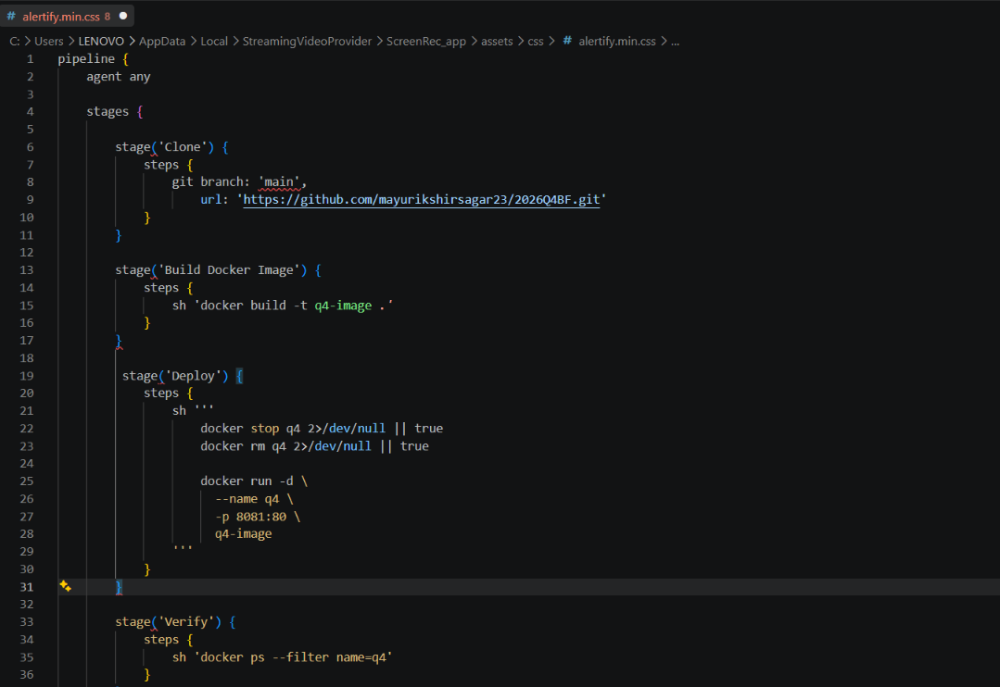 # alertify.min.css 8 ●
C: > Users > LENOVO > AppData > Local > StreamingVideoProvider > ScreenRec_app > assets > css > # alertify.min.css > ...
1 pipeline {
2     agent any
3
4     stages {
5
6         stage('Clone') {
7             steps {
8                 git branch: 'main',
9                     url: 'https://github.com/mayurikshirsagar23/2026Q4BF.git'
10             }
11         }
12
13         stage('Build Docker Image') {
14             steps {
15                 sh 'docker build -t q4-image .'
16             }
17         }
18
19          stage('Deploy') {
20             steps {
21                 sh '''
22                     docker stop q4 2>/dev/null || true
23                     docker rm q4 2>/dev/null || true
24
25                     docker run -d \
26                       --name q4 \
27                       -p 8081:80 \
28                       q4-image
29                 '''
30             }
31         }
32
33         stage('Verify') {
34             steps {
35                 sh 'docker ps --filter name=q4'
36             }